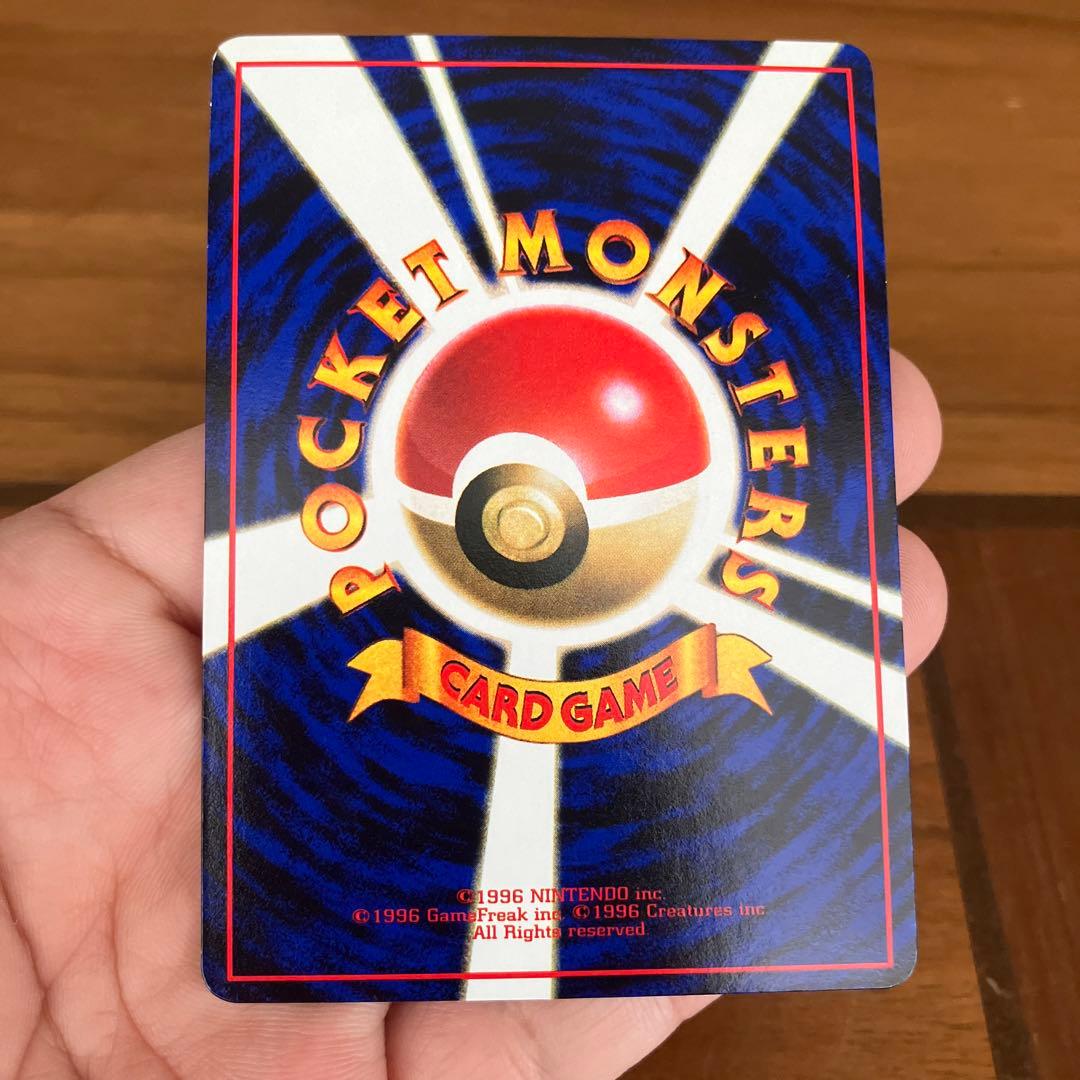 POCKET MONSTERS
CARD GAME
©1996 NINTENDO inc.
©1996 GameFreak inc. ©1996 Creatures inc.
All Rights reserved.